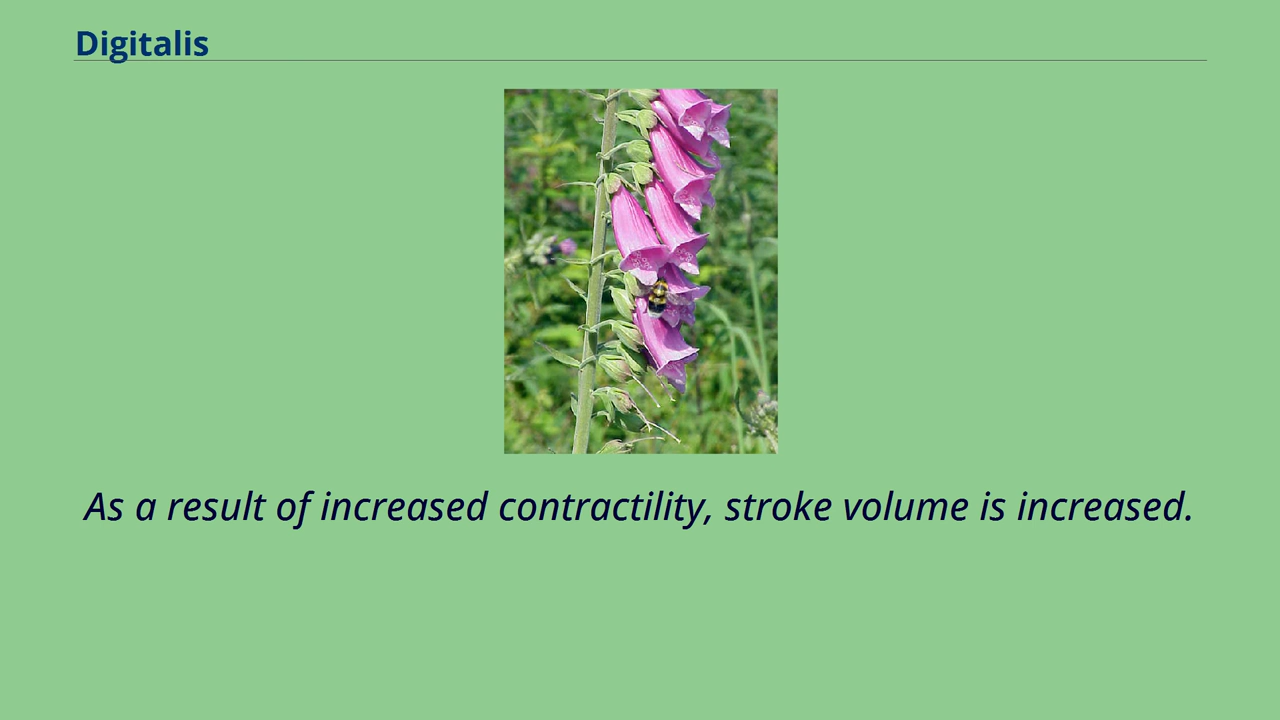 Digitalis
As a result of increased contractility, stroke volume is increased.